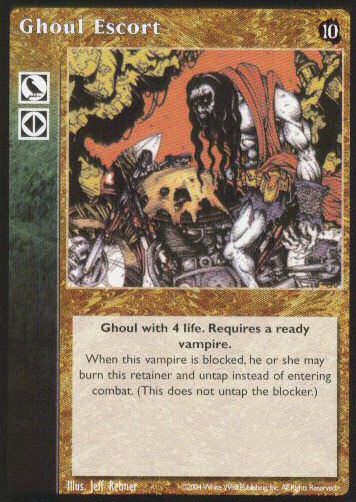 Ghoul Escort
10
Ghoul with 4 life. Requires a ready
vampire.
When this vampire is blocked, he or she may
burn this retainer and untap instead of entering
combat. (This does not untap the blocker.)
Illus. Jeff Rebner
©2004 White Wolf Publishing, Inc. All Rights Reserved.